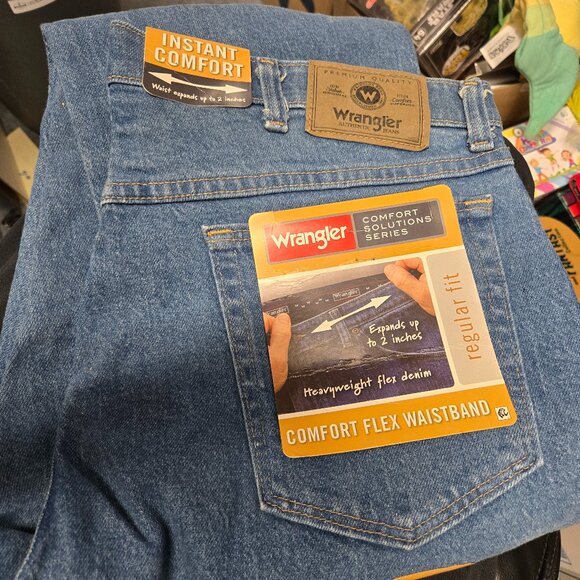 INSTANT
COMFORT
Waist expands up to 2 inches
PREMIUM QUALITY
W
Wrangler
AUTHENTIC JEANS
Wrangler
COMFORT
SOLUTIONS
SERIES
Wrangler
Expands up
to 2 inches
Heavyweight flex denim
regular fit
COMFORT FLEX WAISTBAND